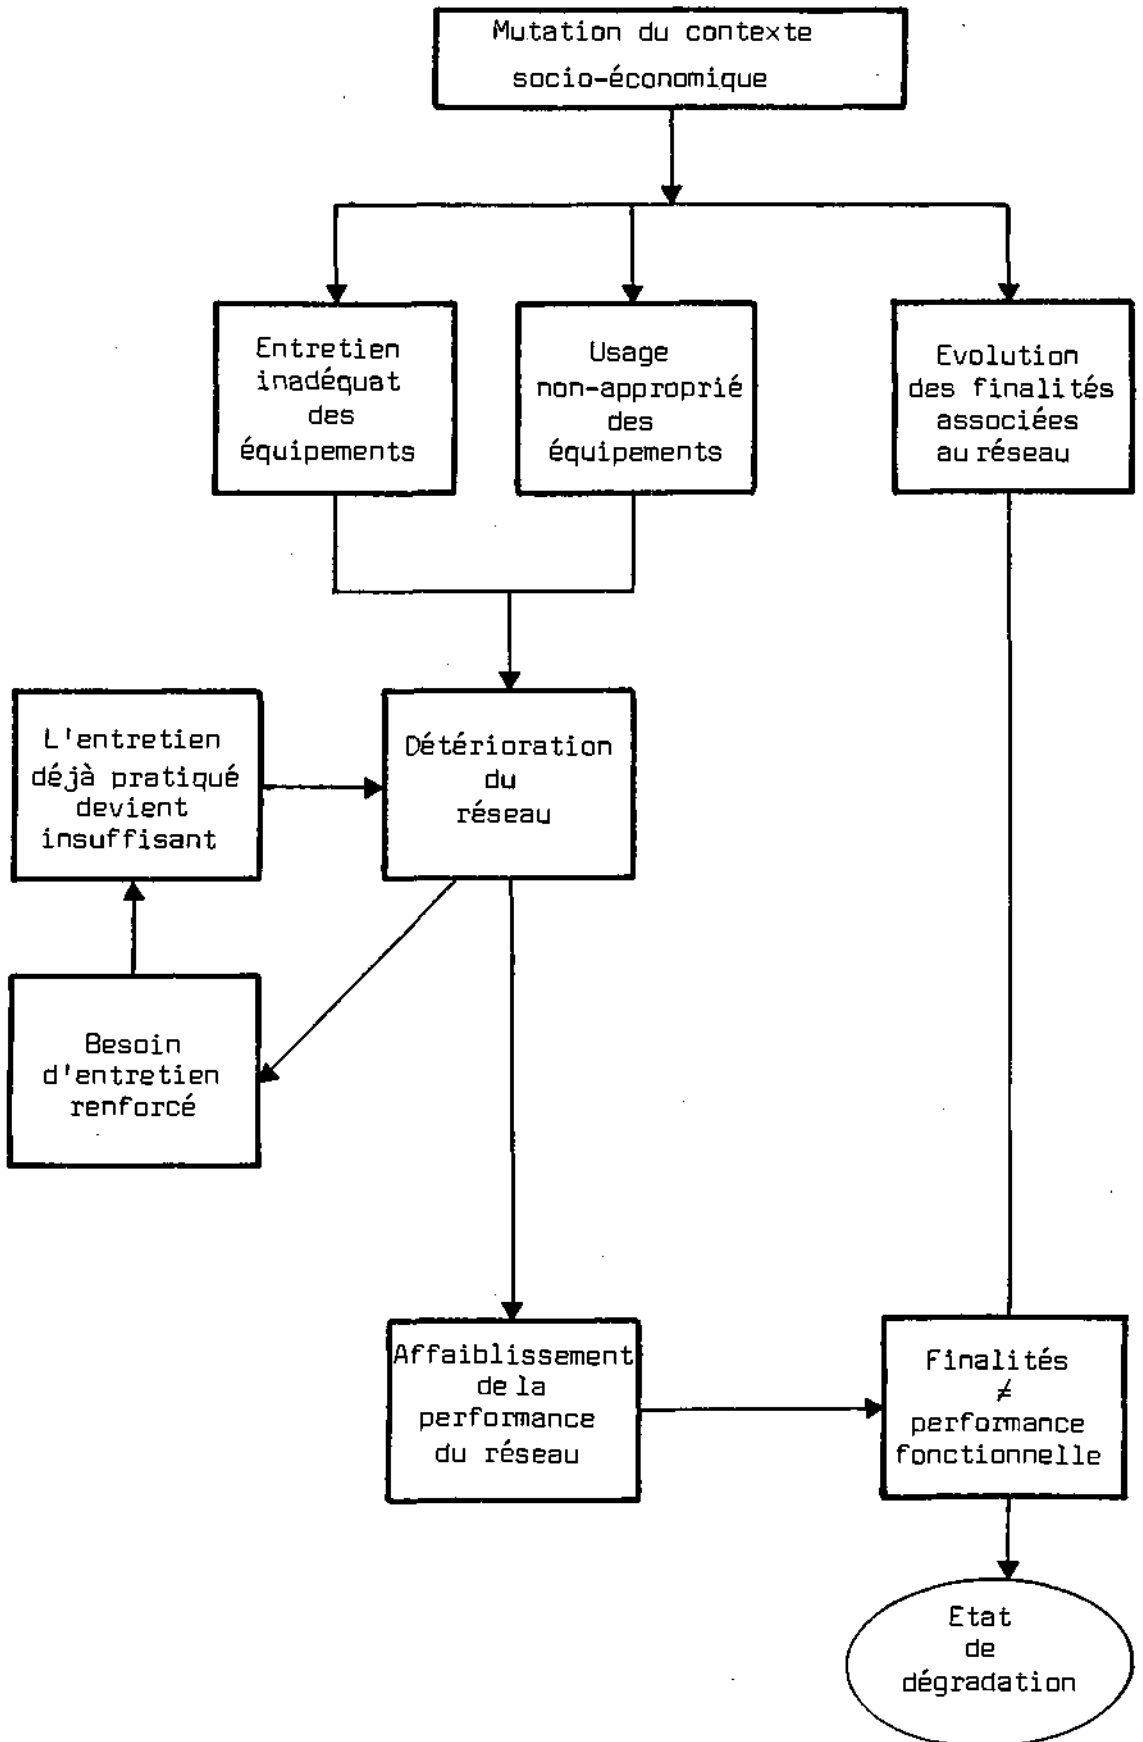 Mutation du contexte
socio-économique
Entretien
inadéquat
des
équipements
Usage
non-approprié
des
équipements
Evolution
des finalités
associées
au réseau
L'entretien
déjà pratiqué
devient
insuffisant
Détérioration
du
réseau
Besoin
d'entretien
renforcé
Affaiblissement
de la
performance
du réseau
Finalités
≠
performance
fonctionnelle
Etat
de
dégradation